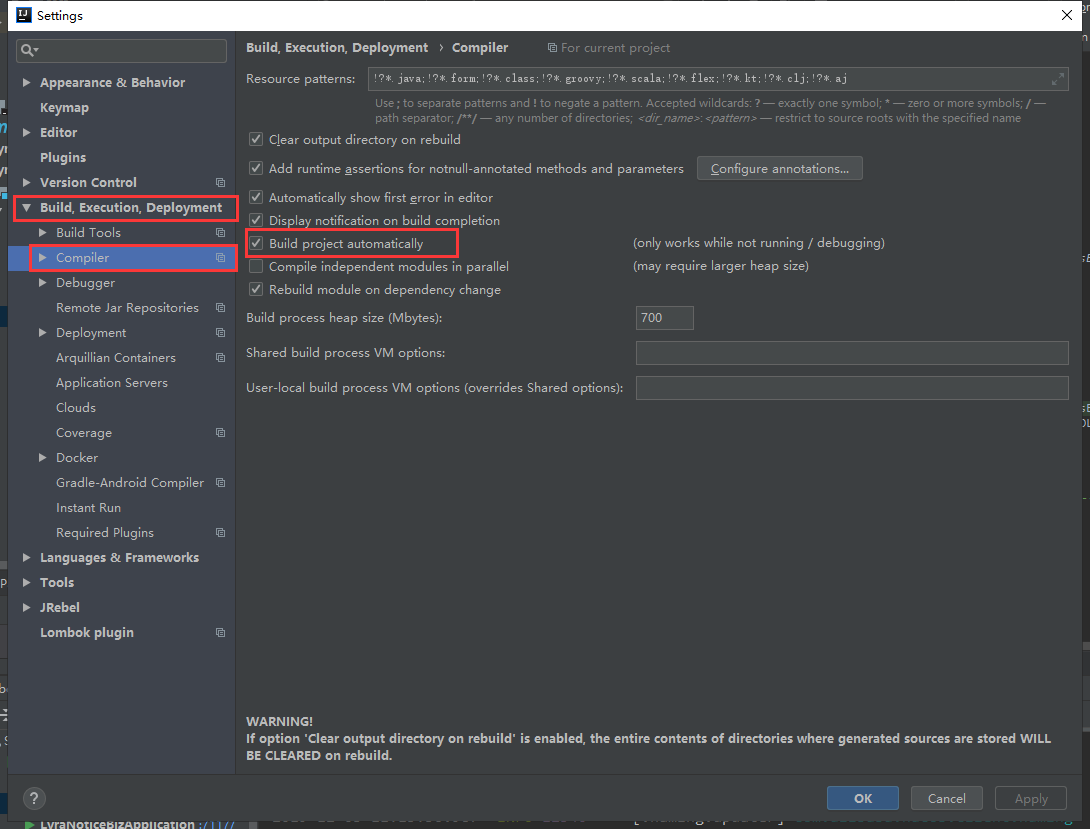 Settings
Appearance & Behavior
Keymap
Editor
Plugins
Version Control
Build, Execution, Deployment
Build Tools
Compiler
Debugger
Remote Jar Repositories
Deployment
Arquillian Containers
Application Servers
Clouds
Coverage
Docker
Gradle-Android Compiler
Instant Run
Required Plugins
Languages & Frameworks
Tools
JRebel
Lombok plugin
Build, Execution, Deployment › Compiler For current project
Resource patterns: !?*.java;!?*.form;!?*.class;!?*.groovy;!?*.scala;!?*.flex;!?*.kt;!?*.clj;!?*.aj
Use ; to separate patterns and ! to negate a pattern. Accepted wildcards: ? — exactly one symbol; * — zero or more symbols; / —
path separator; /**/ — any number of directories; <dir_name>:<pattern> — restrict to source roots with the specified name
Clear output directory on rebuild
Add runtime assertions for notnull-annotated methods and parameters Configure annotations...
Automatically show first error in editor
Display notification on build completion
Build project automatically (only works while not running / debugging)
Compile independent modules in parallel (may require larger heap size)
Rebuild module on dependency change
Build process heap size (Mbytes): 700
Shared build process VM options:
User-local build process VM options (overrides Shared options):
WARNING!
If option 'Clear output directory on rebuild' is enabled, the entire contents of directories where generated sources are stored WILL
BE CLEARED on rebuild.
? OK Cancel Apply
LyraNoticeBizApplication :7177/